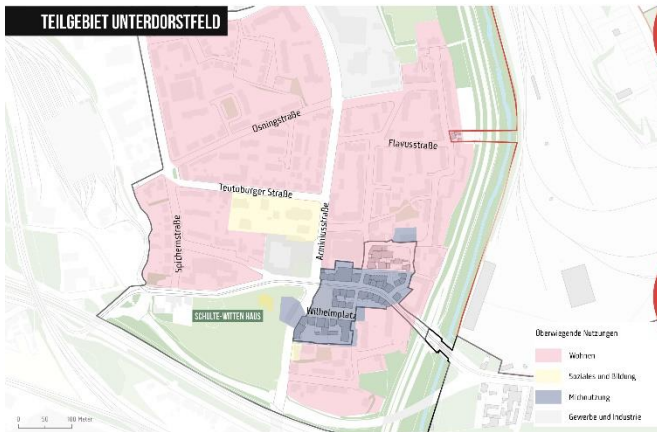 TEILGEBIET UNTERDORSTFELD
Osningstraße
Flavusstraße
Teutoburger Straße
Arminiusstraße
Spichernstraße
SCHULTE-WITTEN HAUS
Wilhelmplatz
Überwiegende Nutzungen
Wohnen
Soziales und Bildung
Mischnutzung
Gewerbe und Industrie
0 50 100 Meter